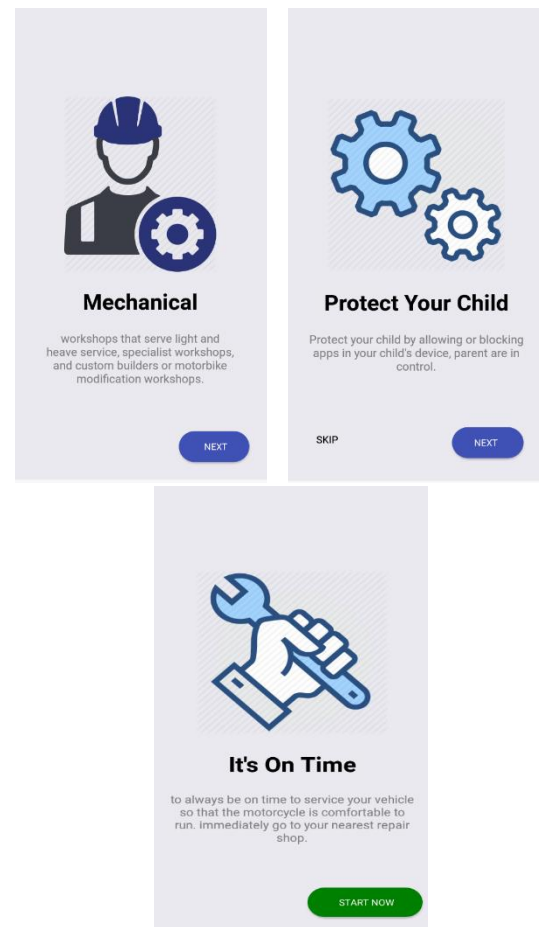 Mechanical
workshops that serve light and
heave service, specialist workshops,
and custom builders or motorbike
modification workshops.
NEXT
Protect Your Child
Protect your child by allowing or blocking
apps in your child's device, parent are in
control.
SKIP
NEXT
It's On Time
to always be on time to service your vehicle
so that the motorcycle is comfortable to
run. immediately go to your nearest repair
shop.
START NOW